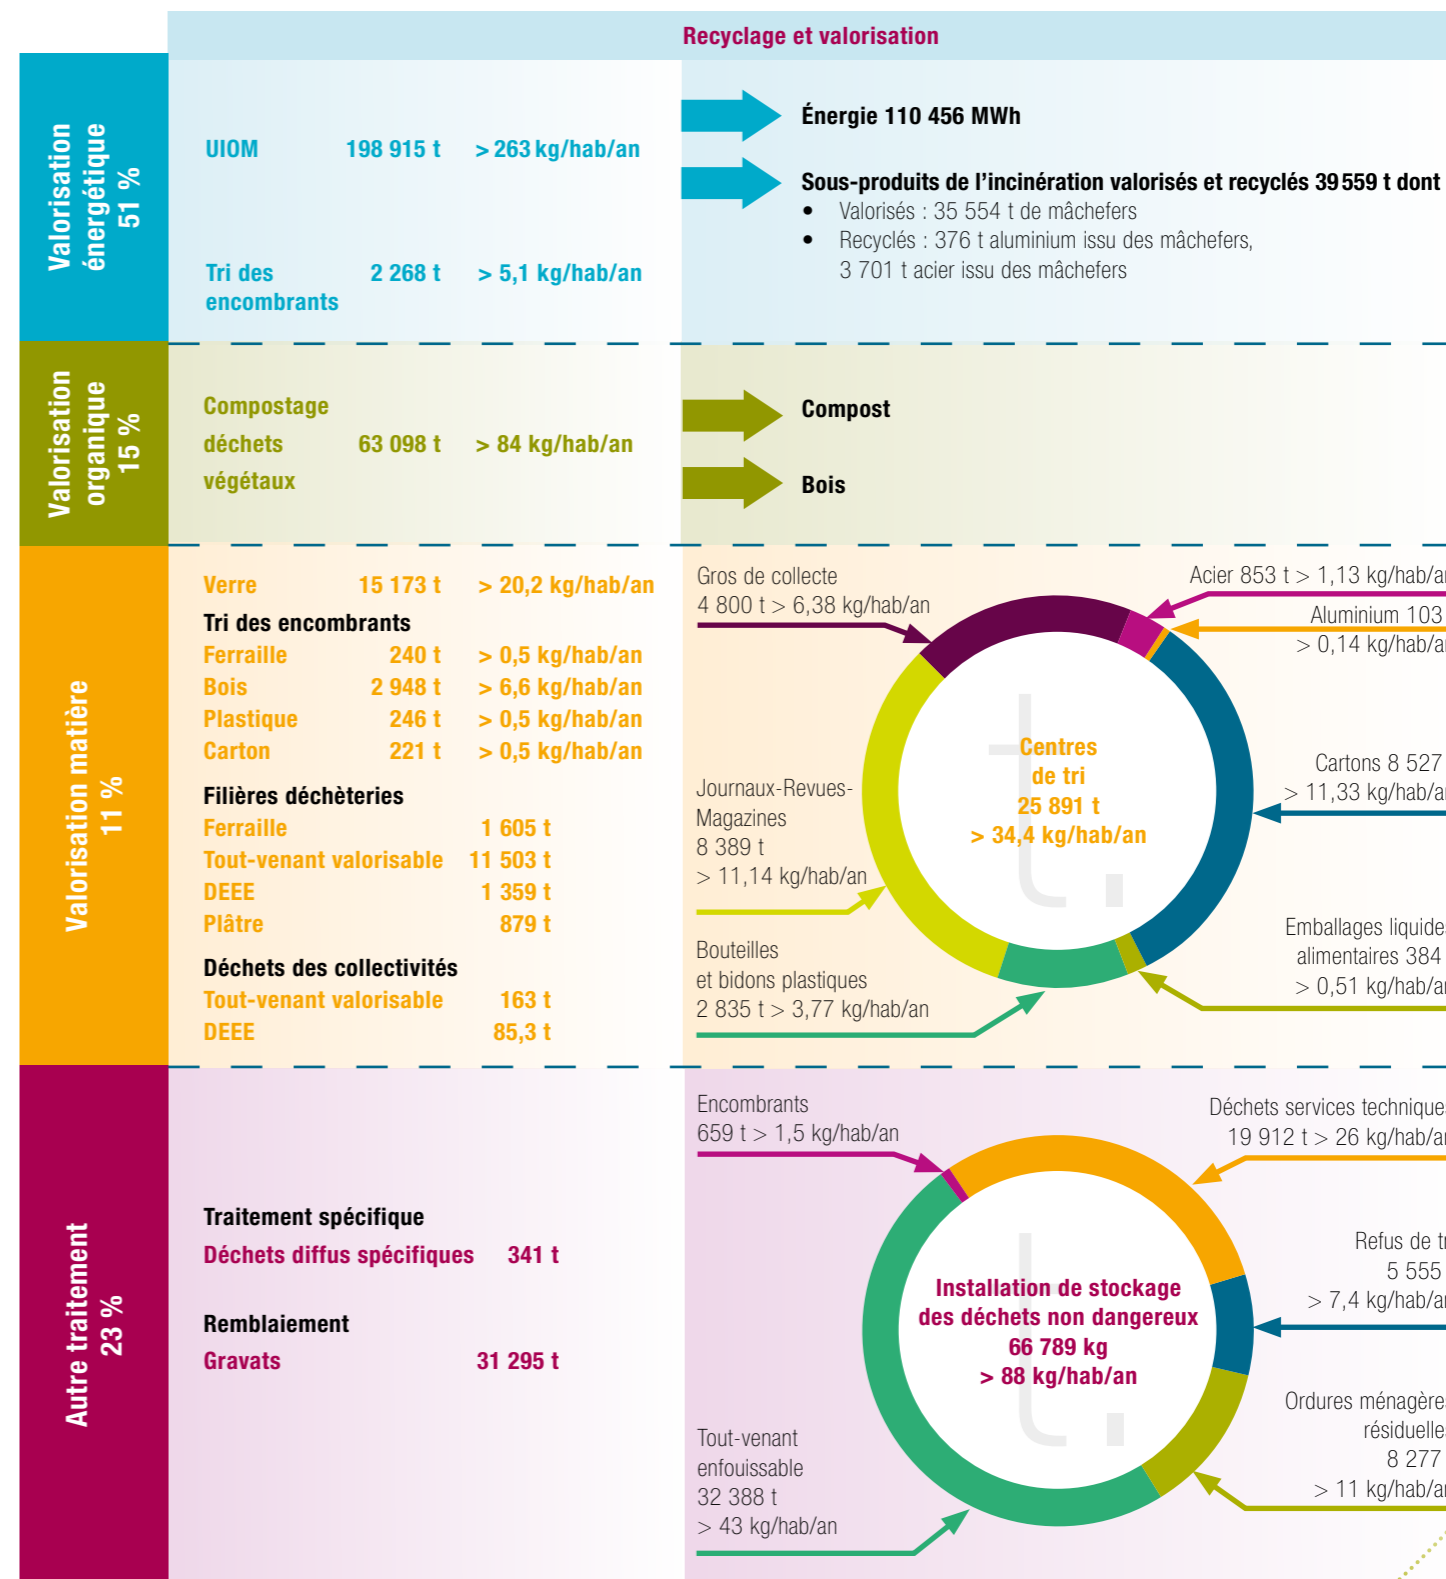 Recyclage et valorisation
Valorisation
énergétique
51 %
UIOM 198 915 t > 263 kg/hab/an
Tri des 2 268 t > 5,1 kg/hab/an
encombrants
Énergie 110 456 MWh
Sous-produits de l’incinération valorisés et recyclés 39 559 t dont
• Valorisés : 35 554 t de mâchefers
• Recyclés : 376 t aluminium issu des mâchefers,
3 701 t acier issu des mâchefers
Valorisation
organique
15 %
Compostage
déchets 63 098 t > 84 kg/hab/an
végétaux
Compost
Bois
Valorisation matière
11 %
Verre 15 173 t > 20,2 kg/hab/an
Tri des encombrants
Ferraille 240 t > 0,5 kg/hab/an
Bois 2 948 t > 6,6 kg/hab/an
Plastique 246 t > 0,5 kg/hab/an
Carton 221 t > 0,5 kg/hab/an
Filières déchèteries
Ferraille 1 605 t
Tout-venant valorisable 11 503 t
DEEE 1 359 t
Plâtre 879 t
Déchets des collectivités
Tout-venant valorisable 163 t
DEEE 85,3 t
Gros de collecte
4 800 t > 6,38 kg/hab/an
Journaux-Revues-
Magazines
8 389 t
> 11,14 kg/hab/an
Bouteilles
et bidons plastiques
2 835 t > 3,77 kg/hab/an
t.
Centres
de tri
25 891 t
> 34,4 kg/hab/an
Acier 853 t > 1,13 kg/hab/an
Aluminium 103
> 0,14 kg/hab/an
Cartons 8 527
> 11,33 kg/hab/an
Emballages liquides
alimentaires 384
> 0,51 kg/hab/an
Autre traitement
23 %
Traitement spécifique
Déchets diffus spécifiques 341 t
Remblaiement
Gravats 31 295 t
Encombrants
659 t > 1,5 kg/hab/an
Tout-venant
enfouissable
32 388 t
> 43 kg/hab/an
t.
Installation de stockage
des déchets non dangereux
66 789 kg
> 88 kg/hab/an
Déchets services techniques
19 912 t > 26 kg/hab/an
Refus de tr
5 555
> 7,4 kg/hab/an
Ordures ménagères
résiduelles
8 277
> 11 kg/hab/an